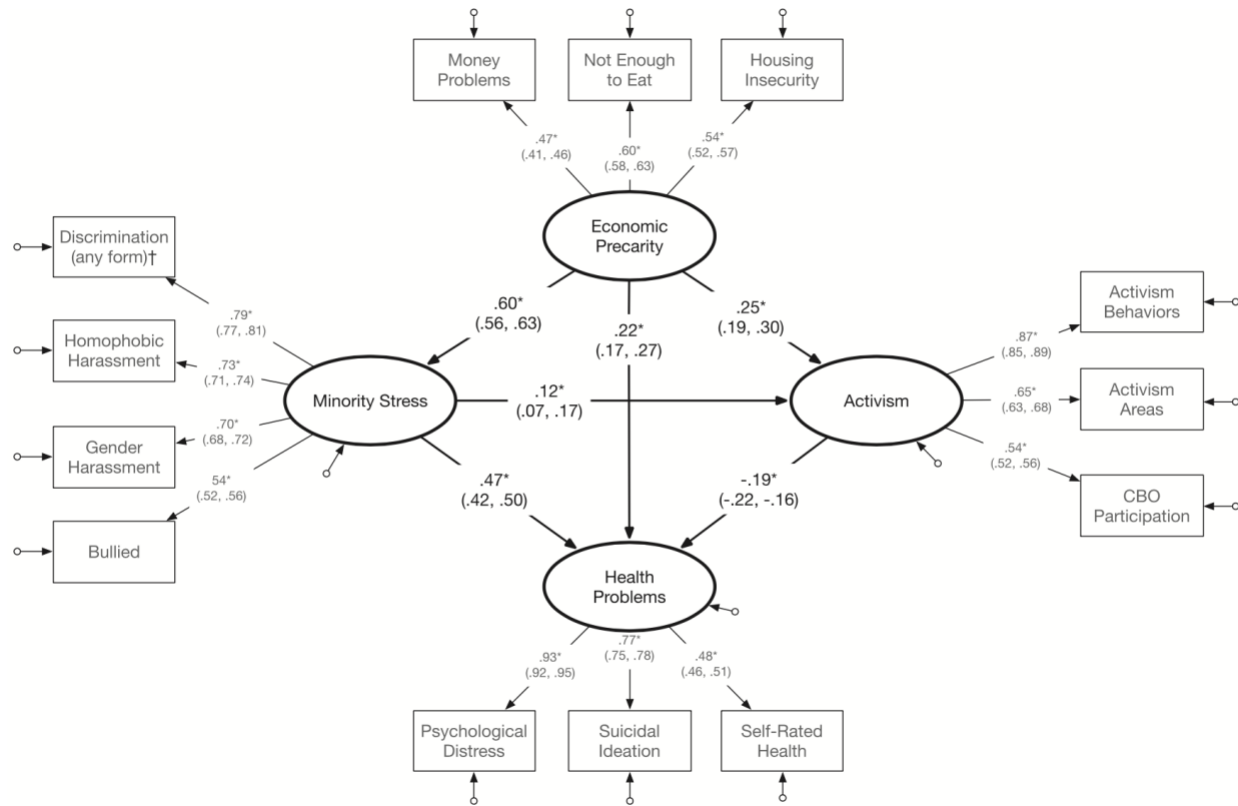 Money
Problems
Not Enough
to Eat
Housing
Insecurity
.47*
(.41, .46)
.60*
(.58, .63)
.54*
(.52, .57)
Economic
Precarity
Discrimination
(any form)†
Homophobic
Harassment
Gender
Harassment
Bullied
.79*
(.77, .81)
.73*
(.71, .74)
.70*
(.68, .72)
54*
(.52, .56)
Minority Stress
.60*
(.56, .63)
.22*
(.17, .27)
.25*
(.19, .30)
.12*
(.07, .17)
.47*
(.42, .50)
-.19*
(-.22, -.16)
Activism
.87*
(.85, .89)
.65*
(.63, .68)
.54*
(.52, .56)
Activism
Behaviors
Activism
Areas
CBO
Participation
Health
Problems
.93*
(.92, .95)
.77*
(.75, .78)
.48*
(.46, .51)
Psychological
Distress
Suicidal
Ideation
Self-Rated
Health